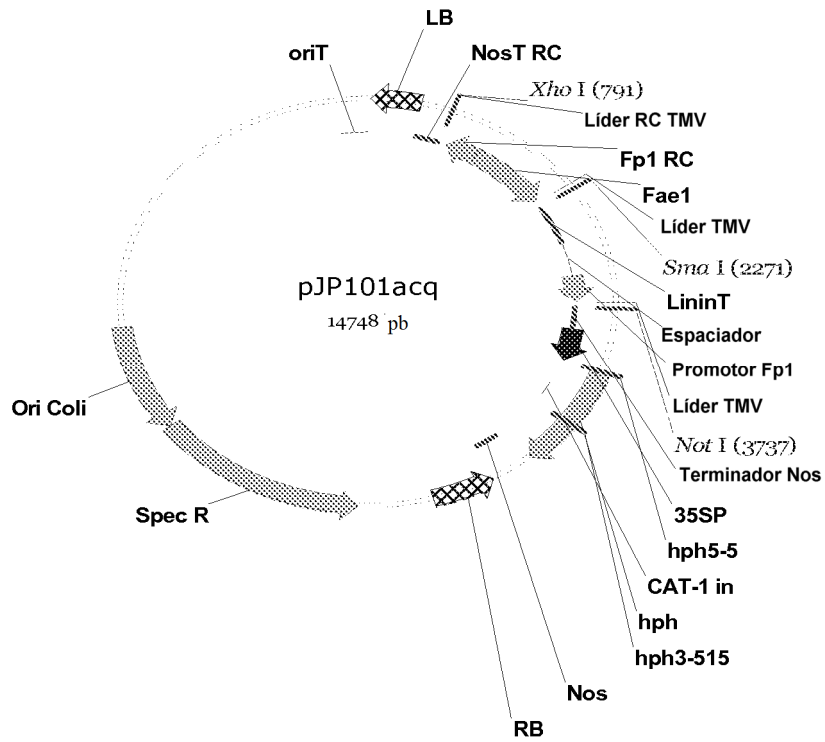 LB
oriT
NosT RC
Xho I (791)
Líder RC TMV
Fp1 RC
Fae1
Líder TMV
Sma I (2271)
LininT
Espaciador
Promotor Fp1
Líder TMV
Not I (3737)
Terminador Nos
35SP
hph5-5
CAT-1 in
hph
hph3-515
Nos
RB
Spec R
Ori Coli
pJP101acq
14748 pb